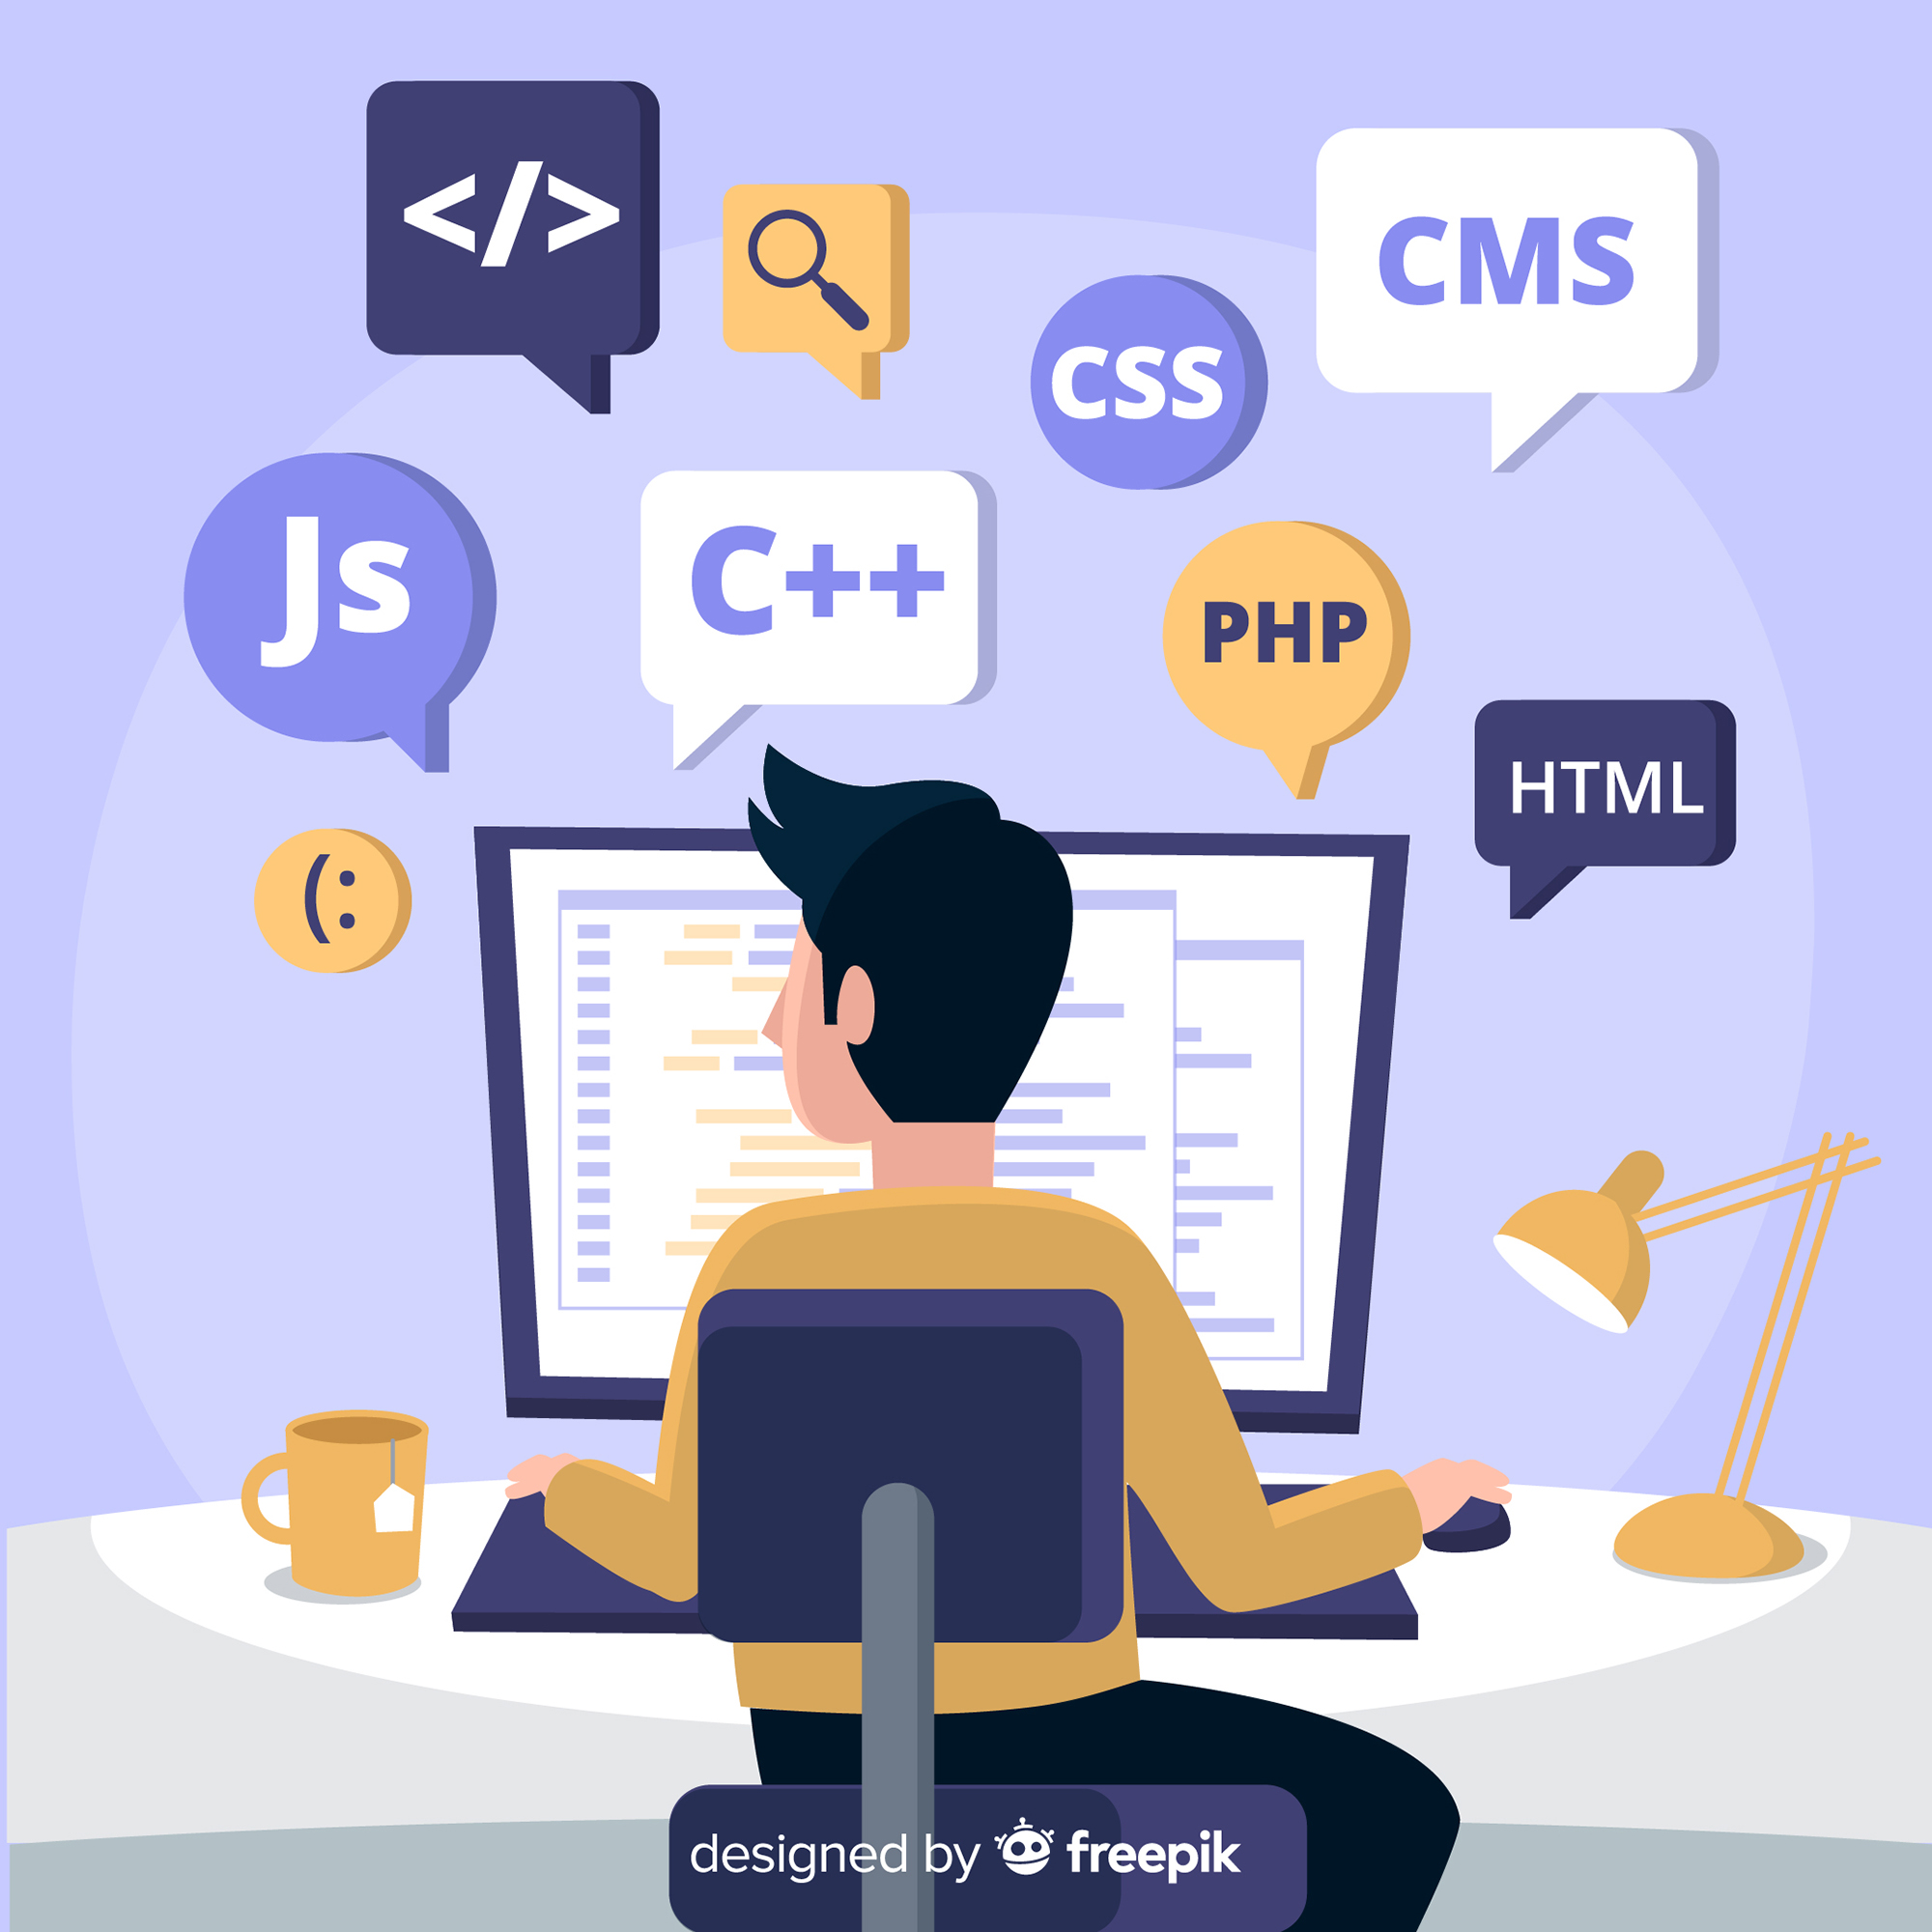 </>
CMS
CSS
Js
C++
PHP
HTML
(:
designed by freepik